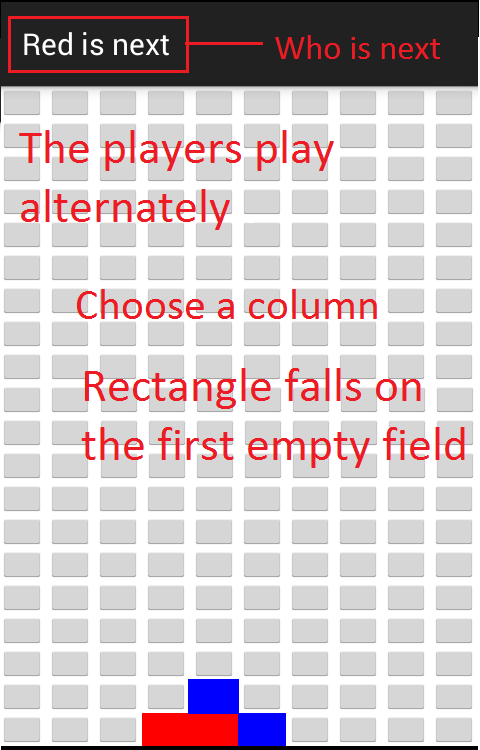 Red is next
Who is next
The players play
alternately
Choose a column
Rectangle falls on
the first empty field